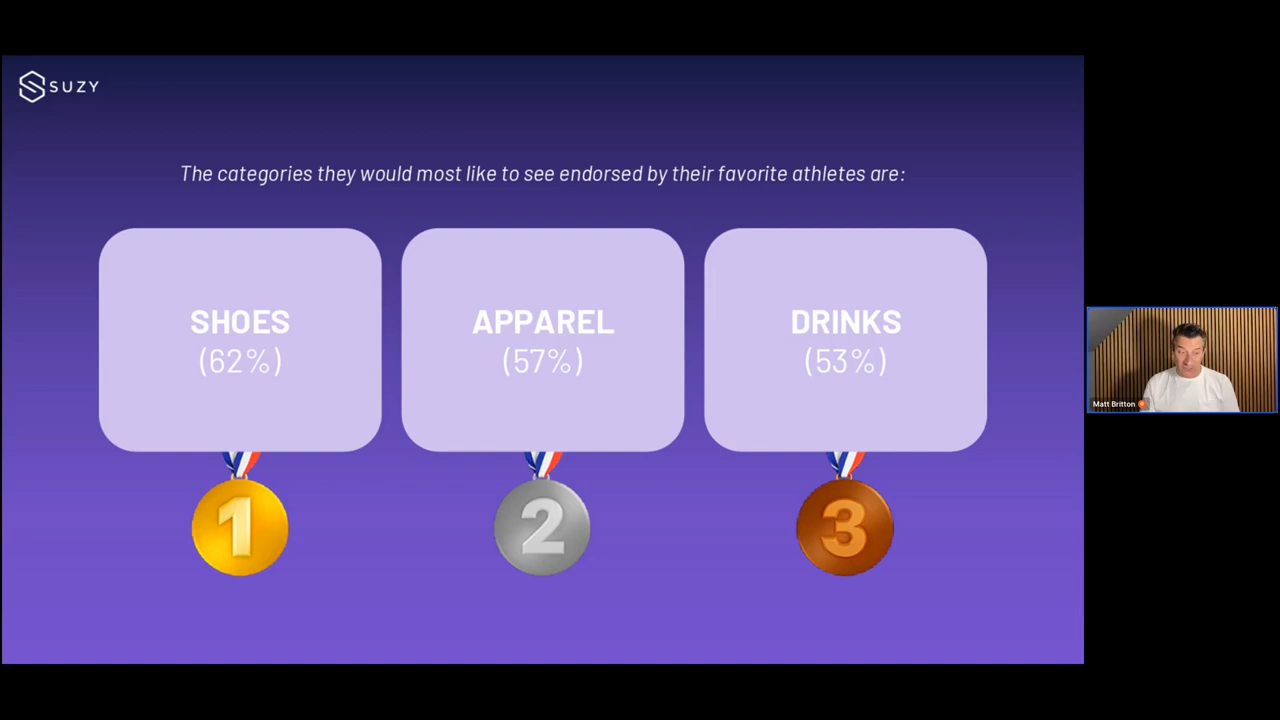 SUZY
The categories they would most like to see endorsed by their favorite athletes are:
SHOES
(62%)
APPAREL
(57%)
DRINKS
(53%)
1
2
3
Matt Britton